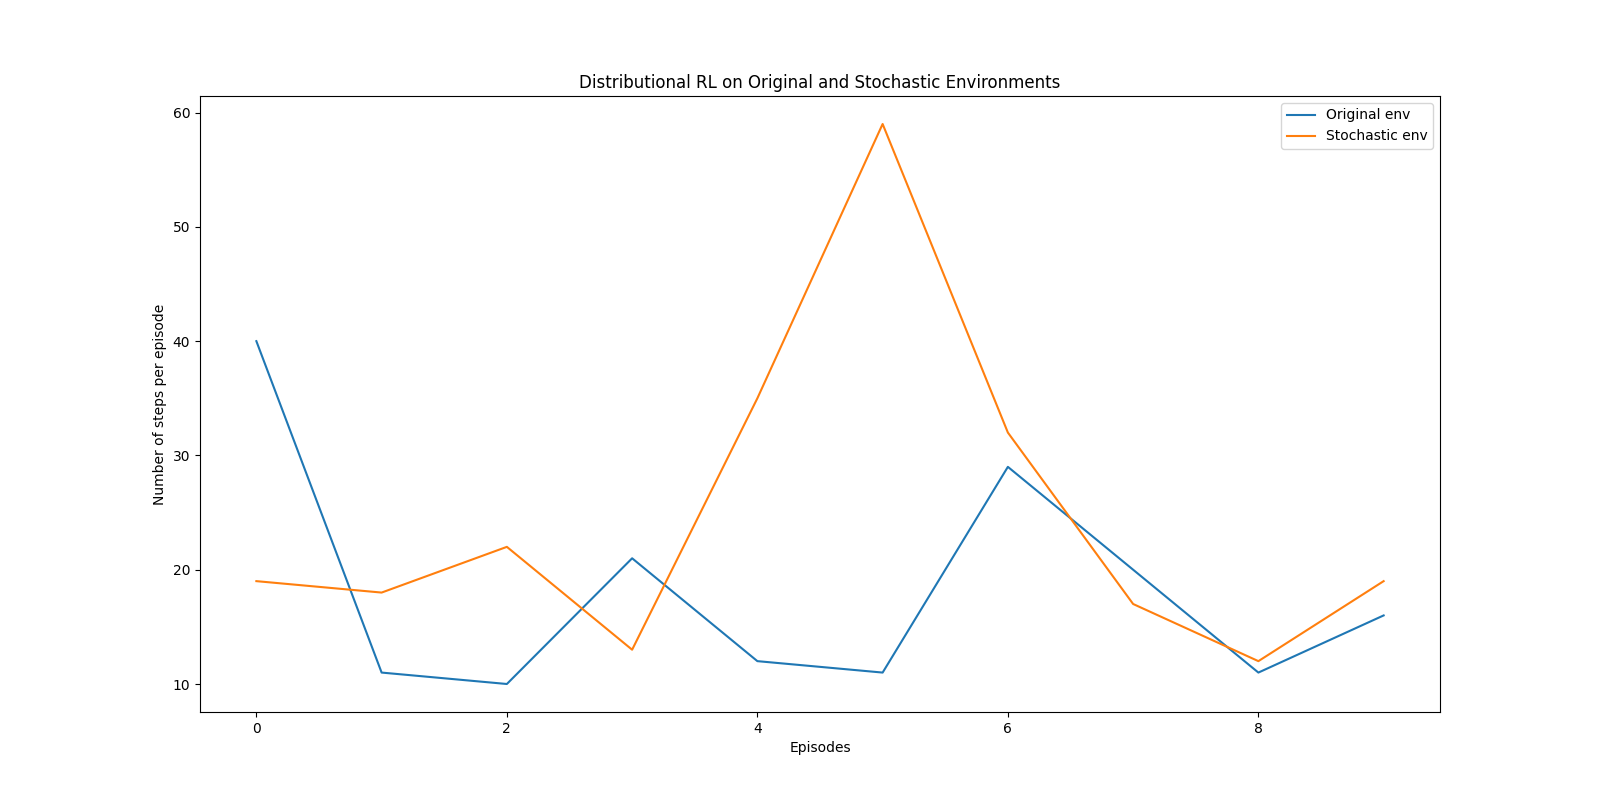 Distributional RL on Original and Stochastic Environments
Original env
Stochastic env
60
50
40
30
20
10
Number of steps per episode
0 2 4 6 8
Episodes